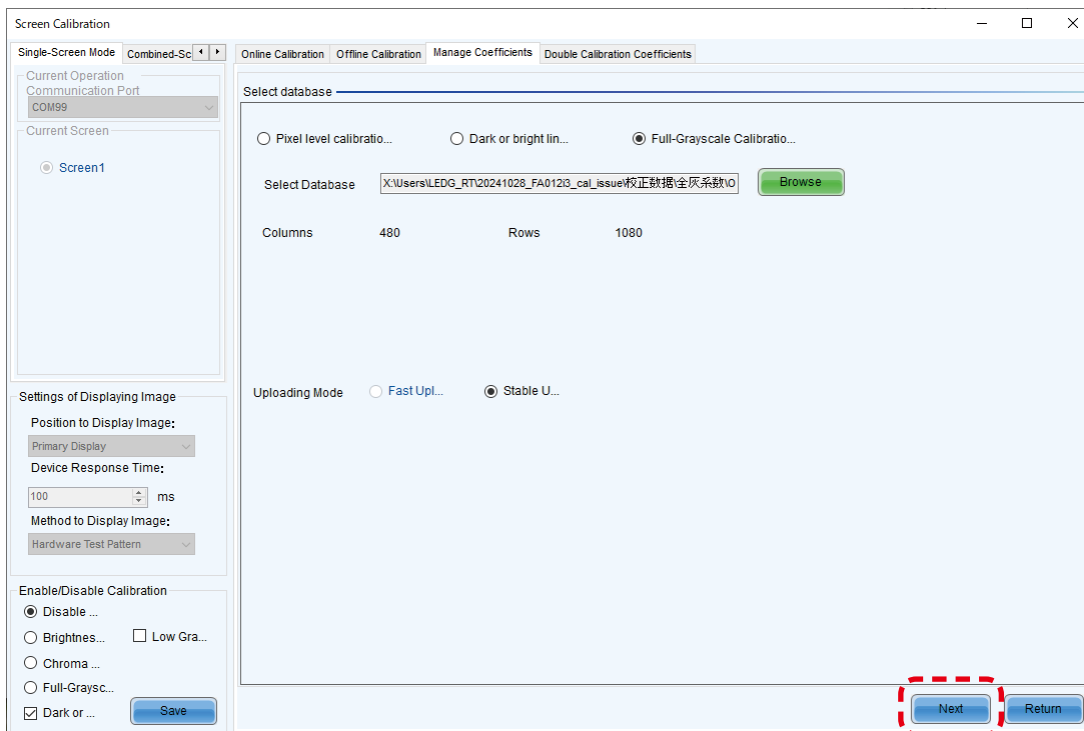 Screen Calibration
Single-Screen Mode
Combined-Sc
Current Operation
Communication Port
COM99
Current Screen
Screen1
Settings of Displaying Image
Position to Display Image:
Primary Display
Device Response Time:
100 ms
Method to Display Image:
Hardware Test Pattern
Enable/Disable Calibration
Disable ...
Brightnes... Low Gra...
Chroma ...
Full-Graysc...
Dark or ... Save
Online Calibration Offline Calibration Manage Coefficients Double Calibration Coefficients
Select database
Pixel level calibratio... Dark or bright lin... Full-Grayscale Calibratio...
Select Database X:\Users\LEDG_RT\20241028_FA012i3_cal_issue\校正数据\全灰系数\O Browse
Columns 480 Rows 1080
Uploading Mode Fast Upl... Stable U...
Next Return